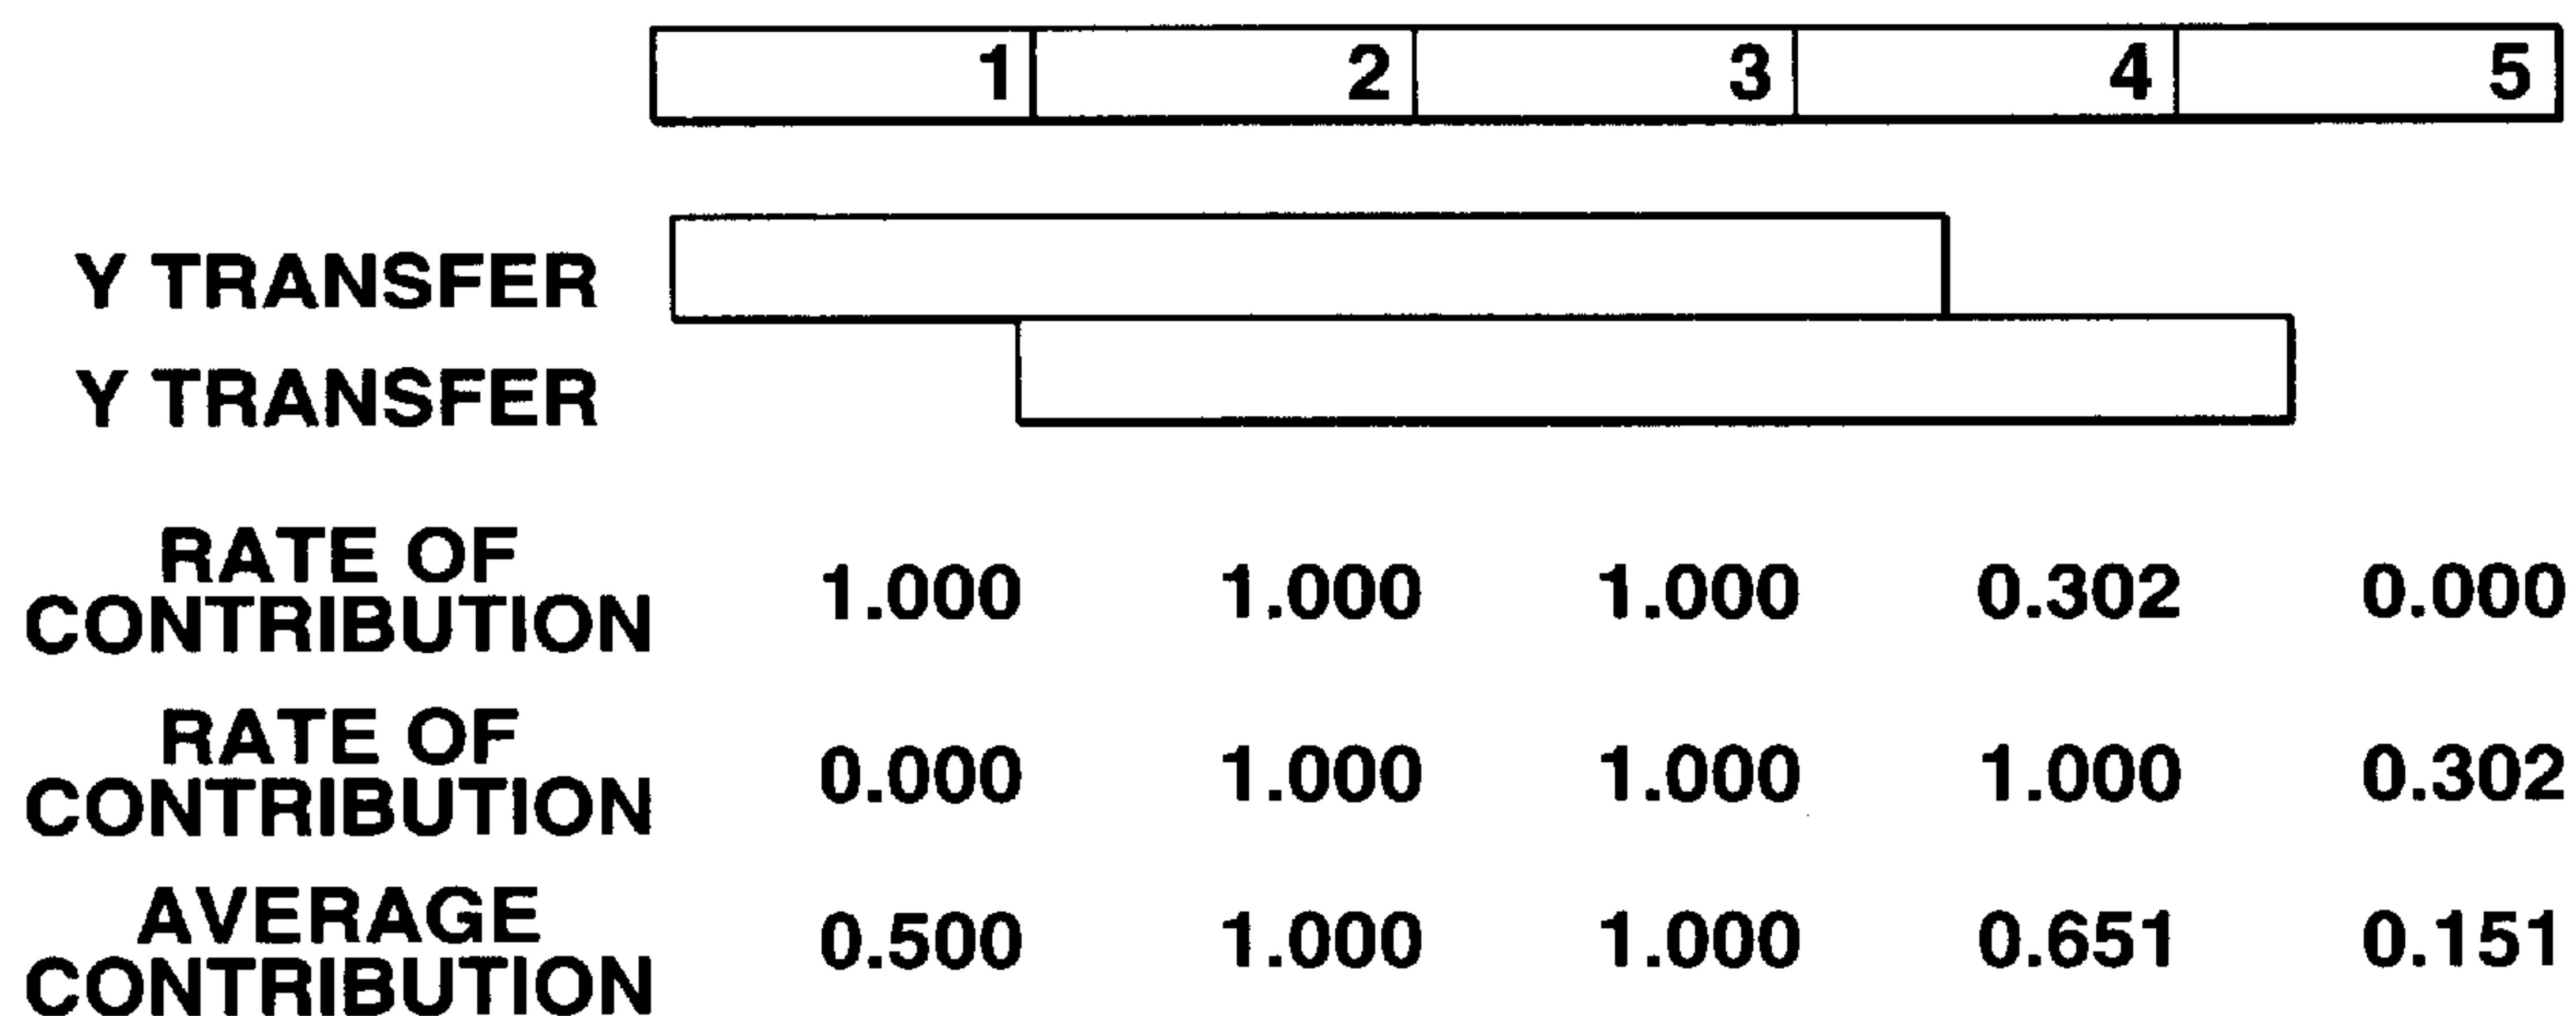 1 2 3 4 5
Y TRANSFER
Y TRANSFER
RATE OF
CONTRIBUTION 1.000 1.000 1.000 0.302 0.000
RATE OF
CONTRIBUTION 0.000 1.000 1.000 1.000 0.302
AVERAGE
CONTRIBUTION 0.500 1.000 1.000 0.651 0.151